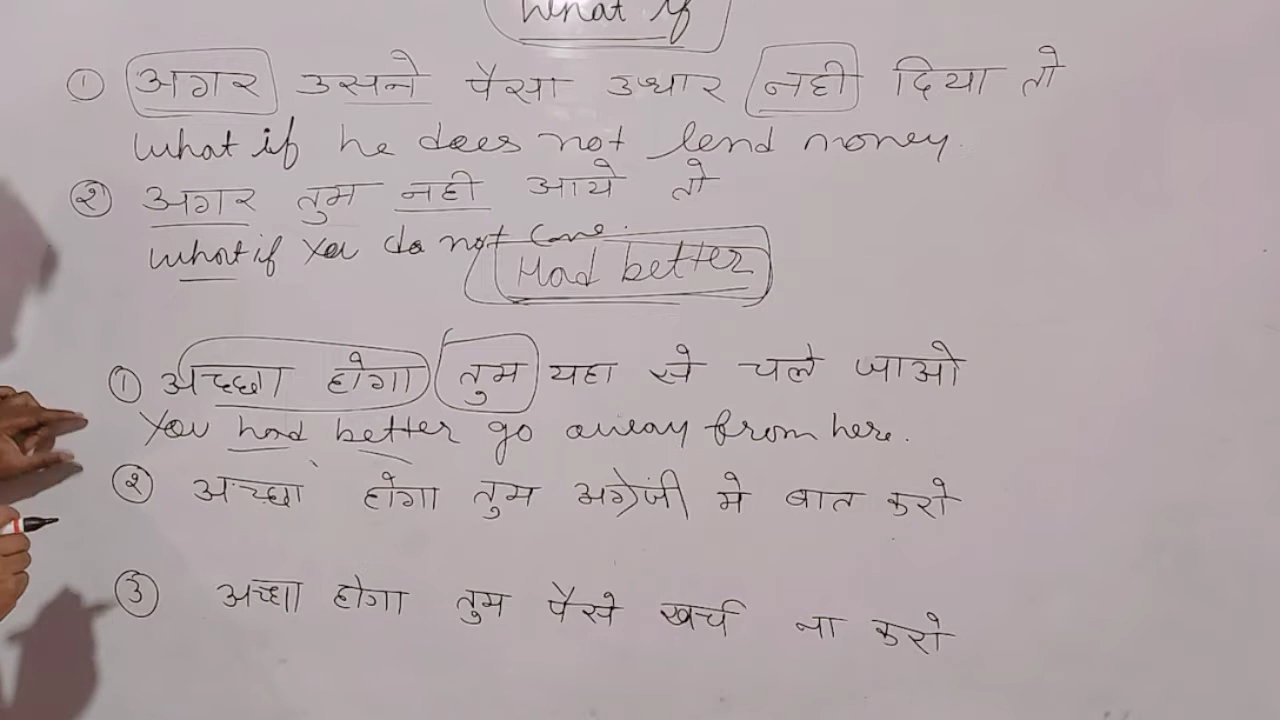 What if
① अगर उसने पैसा उधार नही दिया तो
What if he does not lend money.
② अगर तुम नही आये तो
What if You do not come.
Had better
① अच्छा होगा तुम यहा से चले जाओ
You had better go away from here.
② अच्छा होगा तुम अग्रेजी मे बात करो
③ अच्छा होगा तुम पैसे खर्च ना करो